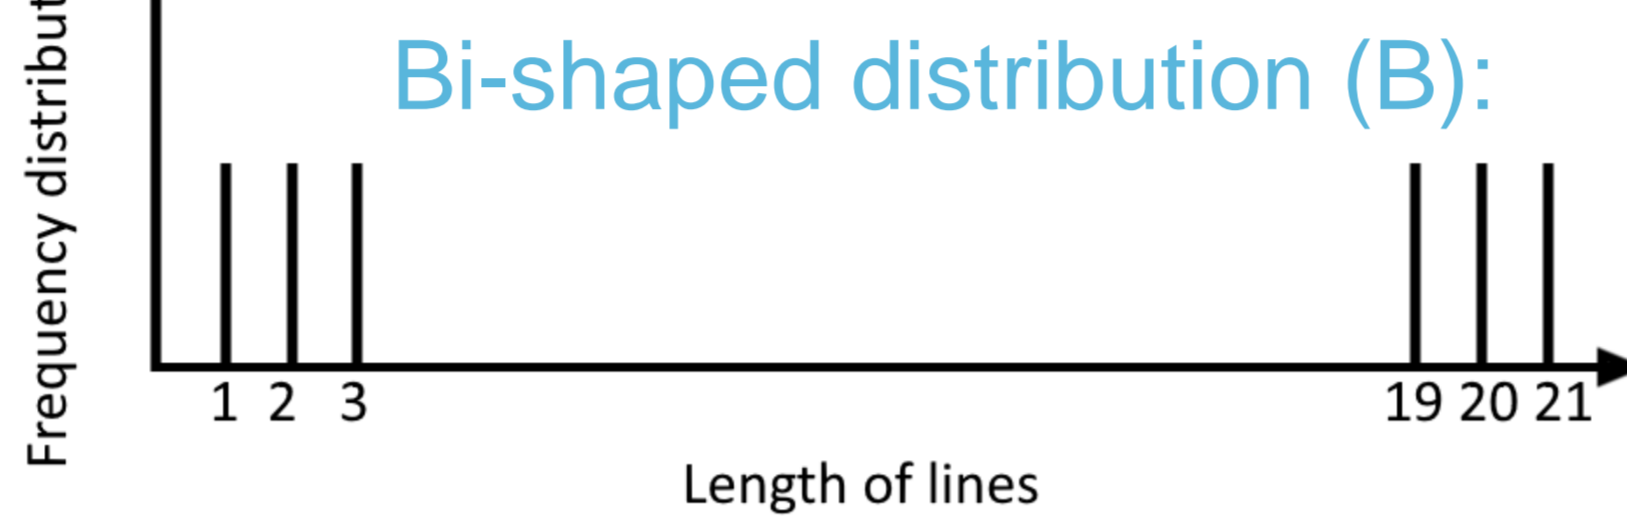 Bi-shaped distribution (B):
Frequency distribut
1 2 3 19 20 21
Length of lines